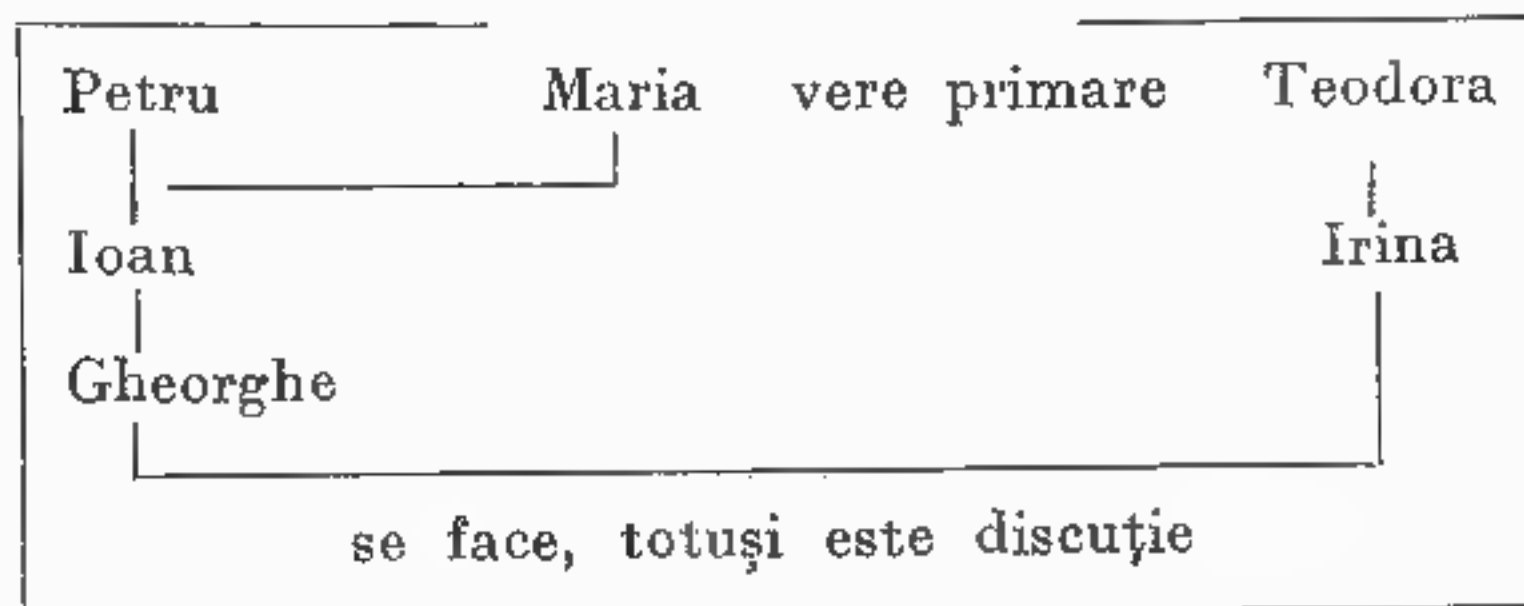 Petru Maria vere primare Teodora
Ioan Irina
Gheorghe
se face, totuși este discuție